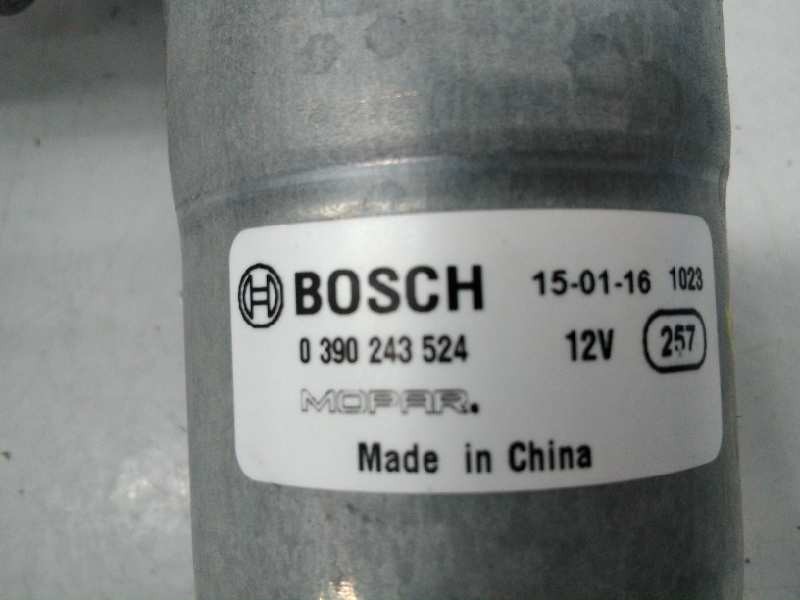 BOSCH 15-01-16 1023
0 390 243 524 12V 257
MOPAR.
Made in China